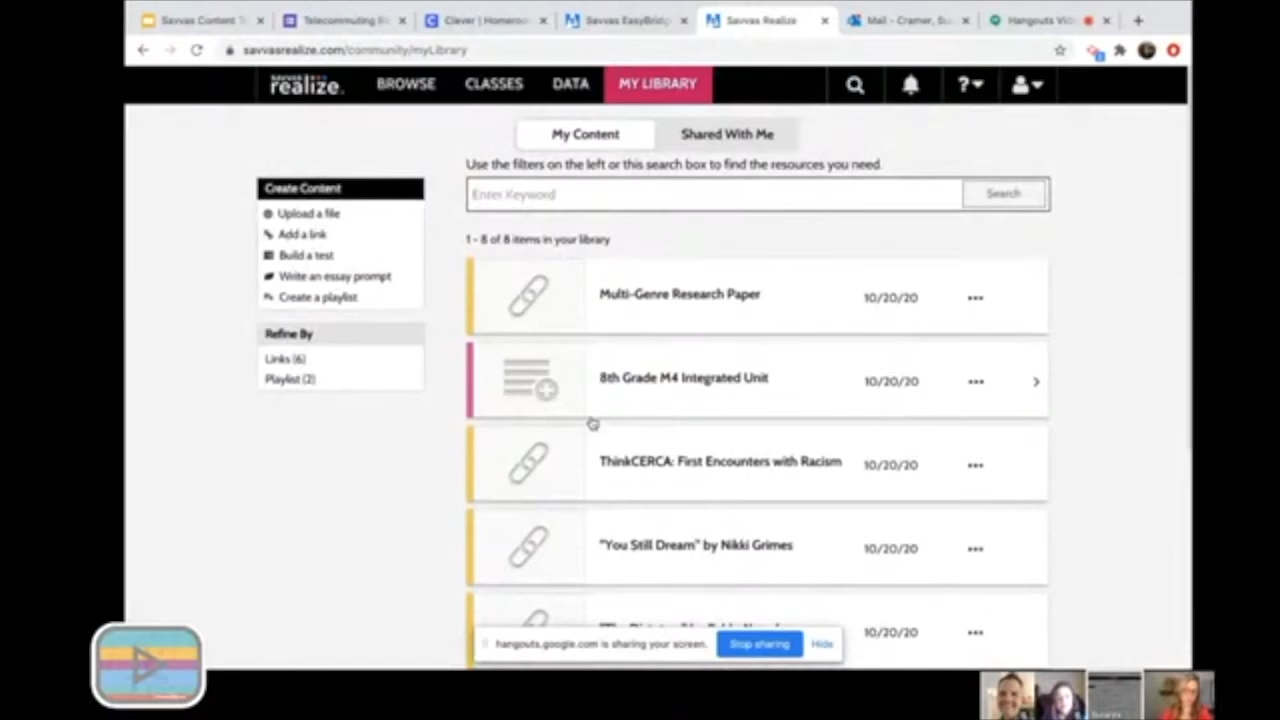 Savvas Content
Telecommuting
Clever | Homeroom
Savvas EasyBridge
Savvas Realize
Mail - Cramer,
Hangouts
savvasrealize.com/community/myLibrary
SAVVAS
realize.
BROWSE
CLASSES
DATA
MY LIBRARY
?
My Content
Shared With Me
Use the filters on the left or this search box to find the resources you need.
Create Content
Upload a file
Add a link
Build a test
Write an essay prompt
Create a playlist
Enter Keyword
Search
1 - 8 of 8 items in your library
Refine By
Links (6)
Playlist (2)
Multi-Genre Research Paper
10/20/20
8th Grade M4 Integrated Unit
10/20/20
ThinkCERCA: First Encounters with Racism
10/20/20
"You Still Dream" by Nikki Grimes
10/20/20
10/20/20
hangouts.google.com is sharing your screen.
Stop sharing
Hide